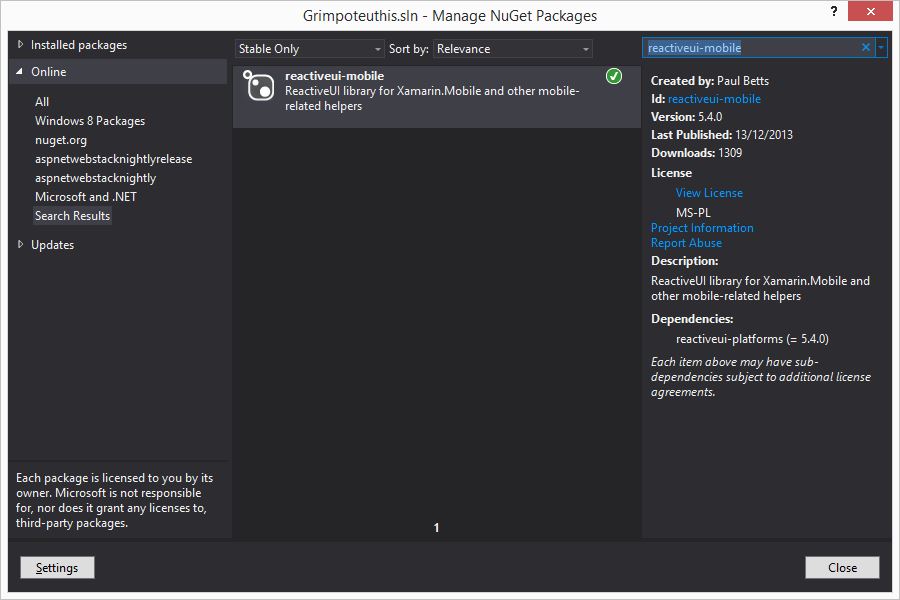 Grimpoteuthis.sln - Manage NuGet Packages
?
Installed packages
Online
All
Windows 8 Packages
nuget.org
aspnetwebstacknightlyrelease
aspnetwebstacknightly
Microsoft and .NET
Search Results
Updates
Each package is licensed to you by its
owner. Microsoft is not responsible
for, nor does it grant any licenses to,
third-party packages.
Settings
Stable Only
Sort by:
Relevance
reactiveui-mobile
ReactiveUI library for Xamarin.Mobile and other mobile-
related helpers
1
reactiveui-mobile
Created by: Paul Betts
Id: reactiveui-mobile
Version: 5.4.0
Last Published: 13/12/2013
Downloads: 1309
License
View License
MS-PL
Project Information
Report Abuse
Description:
ReactiveUI library for Xamarin.Mobile and
other mobile-related helpers
Dependencies:
reactiveui-platforms (= 5.4.0)
Each item above may have sub-
dependencies subject to additional license
agreements.
Close